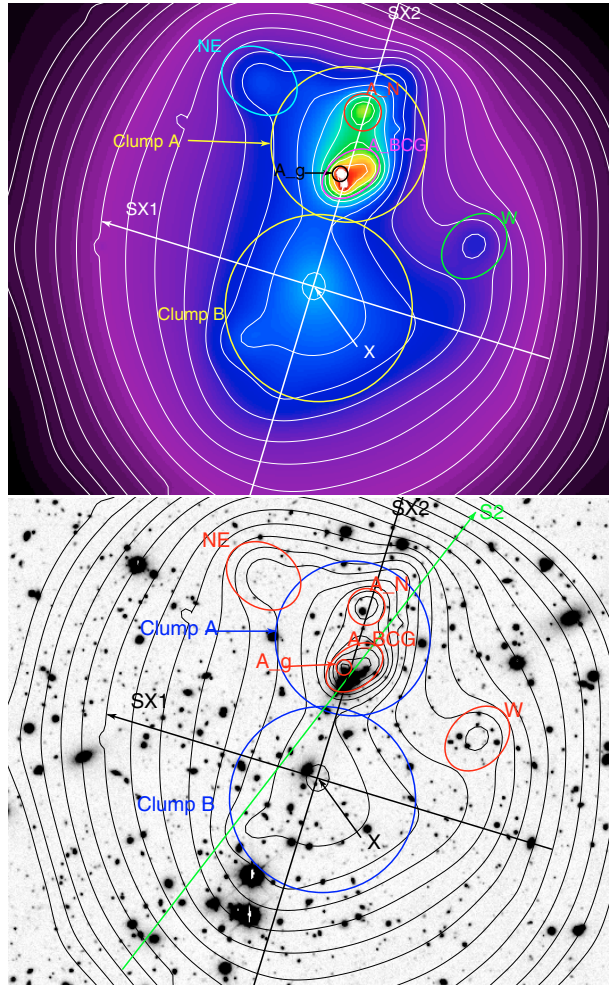 SX2
NE
A_N
Clump A
A_BCG
A_g
SX1
W
Clump B
X
SX2
S2
NE
A_N
Clump A
A_BCG
A_g
SX1
W
Clump B
X